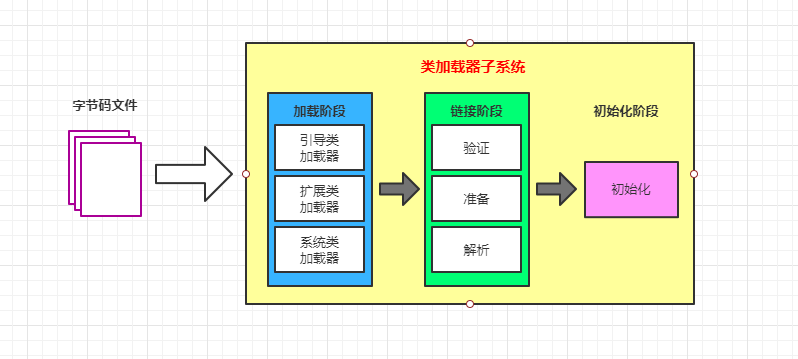 类加载器子系统
字节码文件
加载阶段
引导类
加载器
扩展类
加载器
系统类
加载器
链接阶段
验证
准备
解析
初始化阶段
初始化